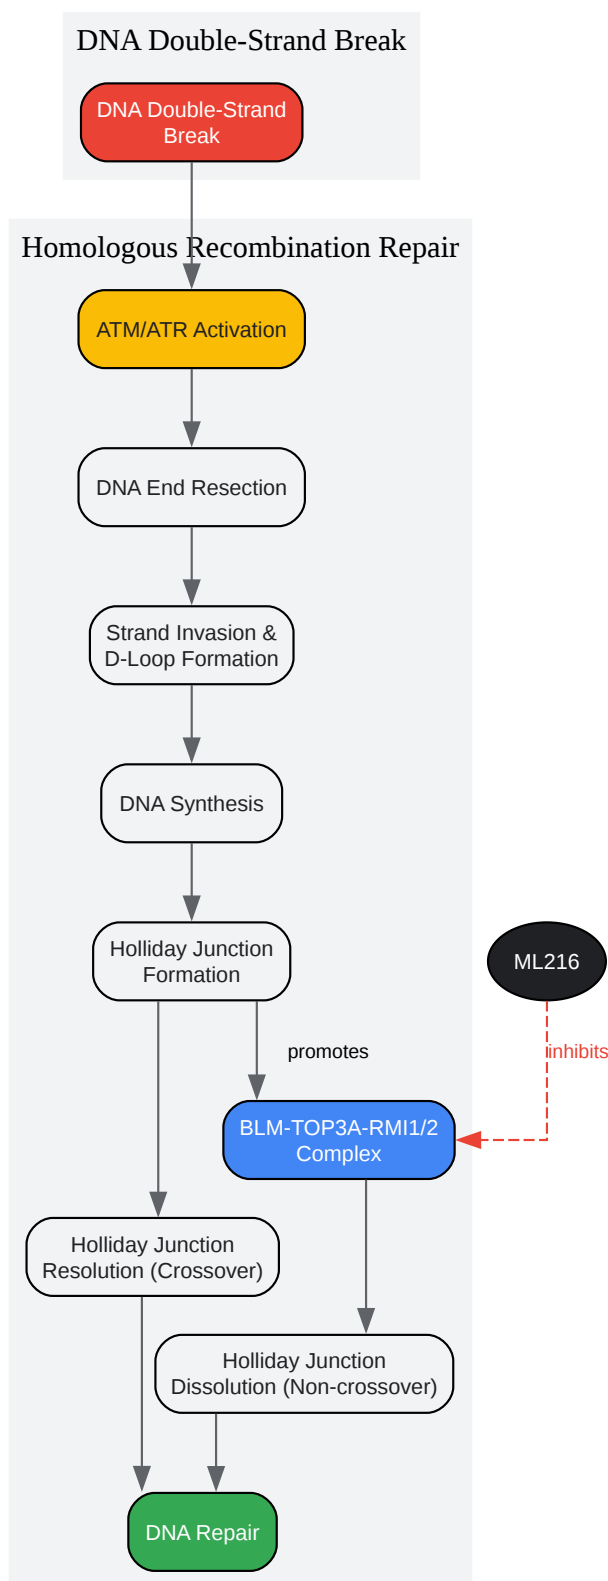 DNA Double-Strand Break
DNA Double-Strand
Break
Homologous Recombination Repair
ATM/ATR Activation
DNA End Resection
Strand Invasion &
D-Loop Formation
DNA Synthesis
Holliday Junction
Formation
ML216
promotes
inhibits
BLM-TOP3A-RMI1/2
Complex
Holliday Junction
Resolution (Crossover)
Holliday Junction
Dissolution (Non-crossover)
DNA Repair